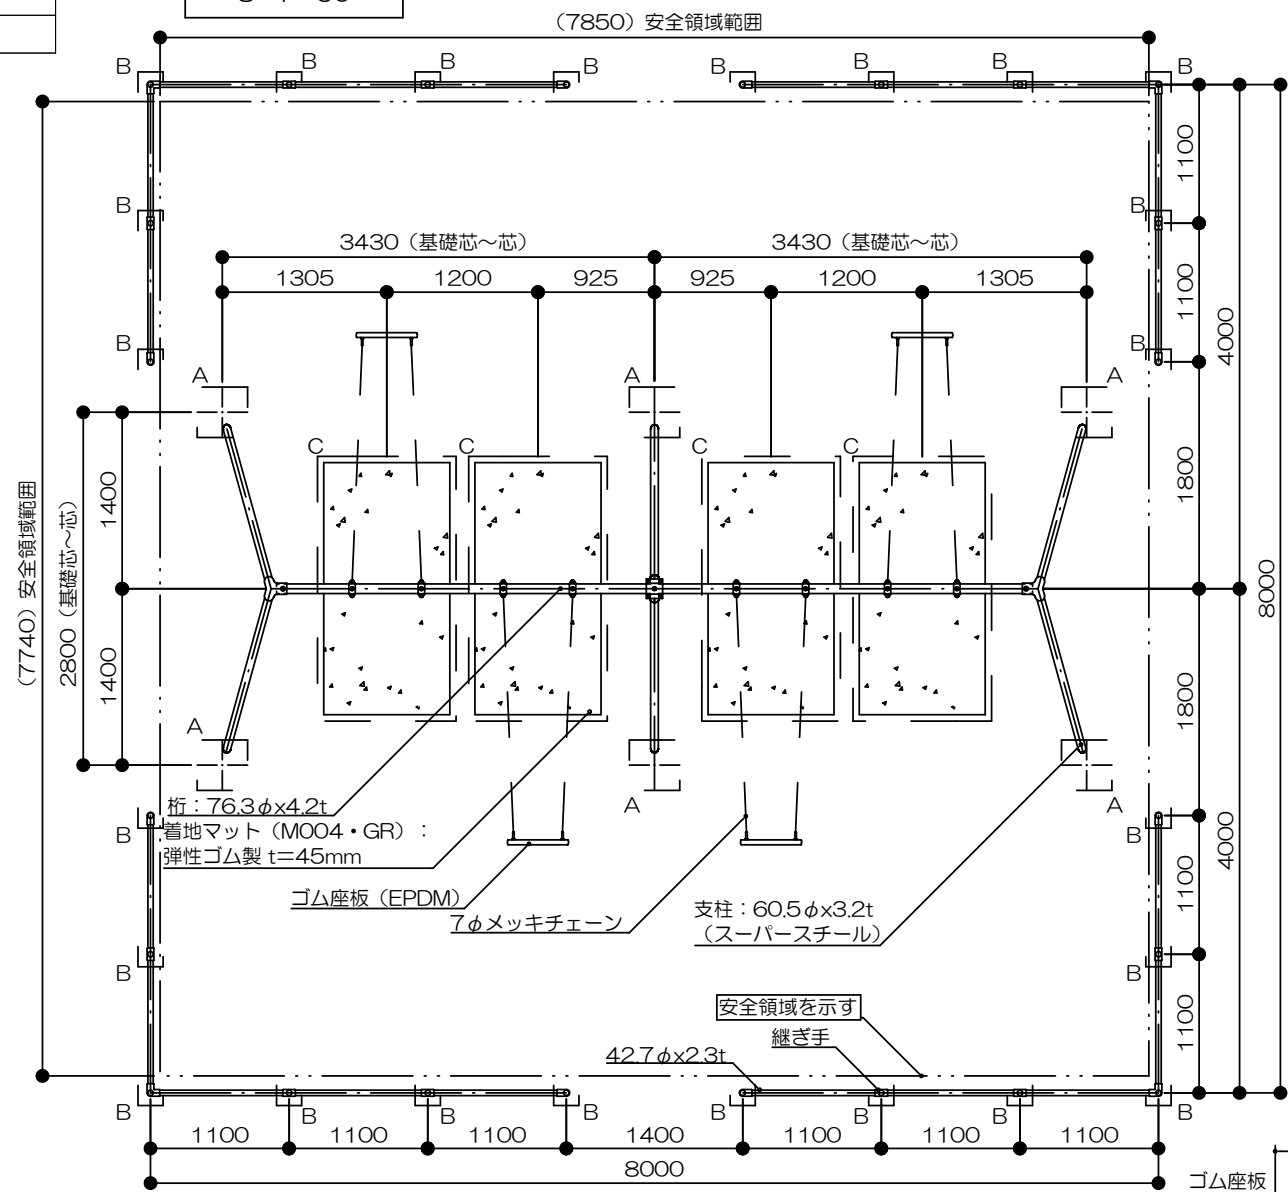 (7850) 安全領域範囲
B B B B B B B B
1100
B B
3430 (基礎芯~芯) 3430 (基礎芯~芯)
1305 1200 925 925 1200 1305
1100
4000
B B
A A A
C C C
(7740) 安全領域範囲
2800 (基礎芯~芯)
1400
1800
8000
1400
1800
A
桁:76.3φx4.2t
A A
着地マット(M004・GR):
弾性ゴム製 t=45mm
B B
4000
1100
ゴム座板(EPDM)
7φメッキチェーン
支柱:60.5φx3.2t
(スーパースチール)
B B
安全領域を示す
継ぎ手
42.7φx2.3t
1100
B B B B B B B B
1100 1100 1100 1400 1100 1100 1100
8000
ゴム座板